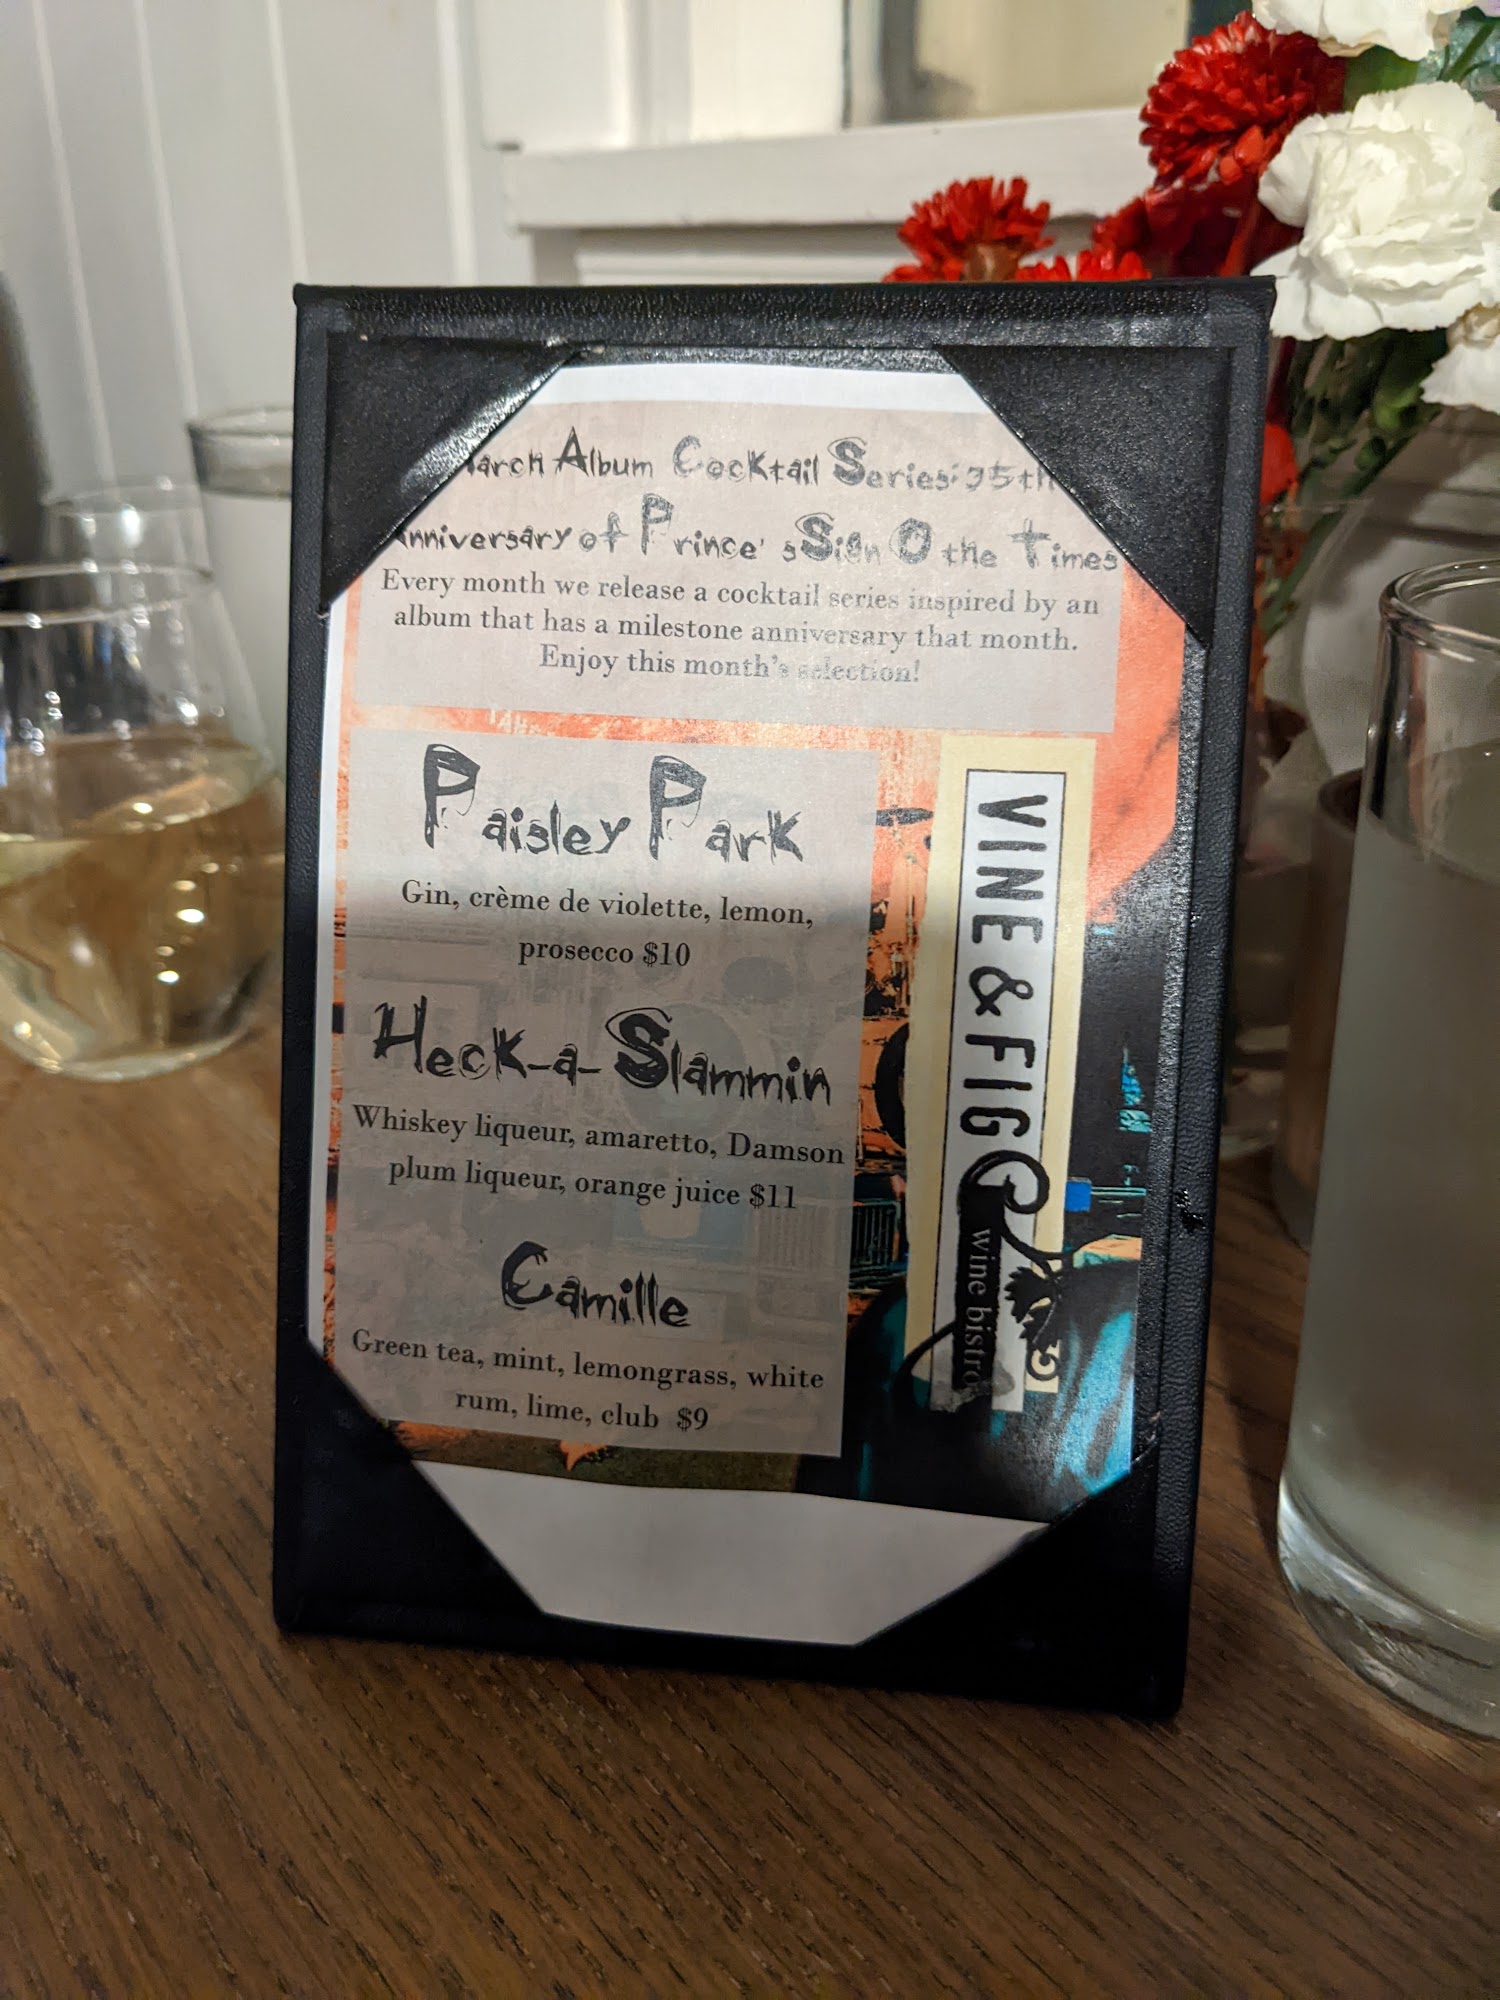 Album Cocktail Series: 35th
Anniversary of Prince' s Sign O the Times
Every month we release a cocktail series inspired by an
album that has a milestone anniversary that month.
Enjoy this month's selection!
Paisley Park
Gin, crème de violette, lemon,
prosecco $10
Heck-a-Slammin
Whiskey liqueur, amaretto, Damson
plum liqueur, orange juice $11
Camille
Green tea, mint, lemongrass, white
rum, lime, club $9
VINE & FIG
wine bistro